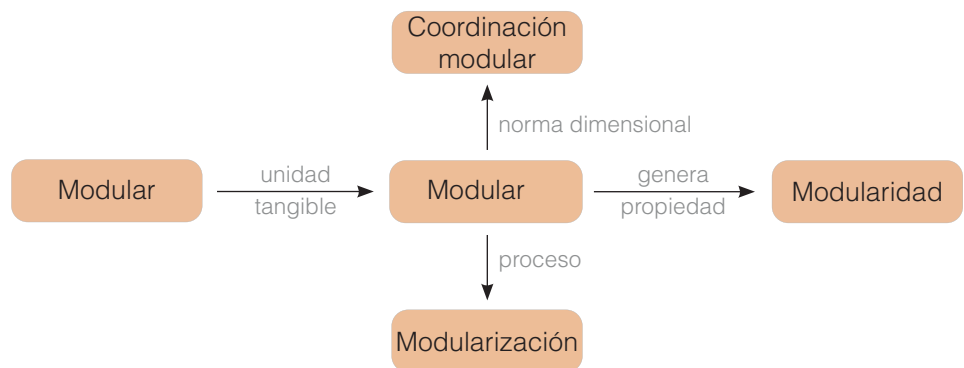 Coordinación
modular
norma dimensional
Modular
unidad
tangible
Modular
genera
propiedad
Modularidad
proceso
Modularización